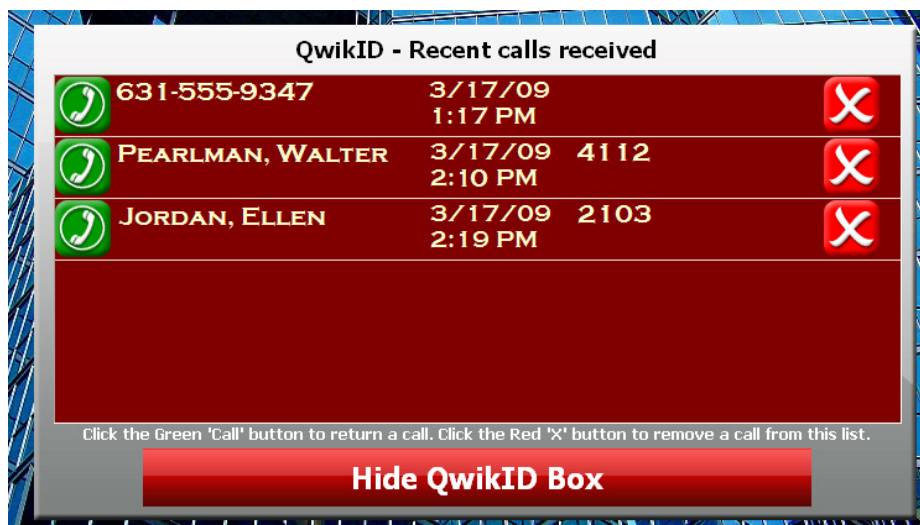 QwikID - Recent calls received
631-555-9347 3/17/09
1:17 PM
PEARLMAN, WALTER 3/17/09 4112
2:10 PM
JORDAN, ELLEN 3/17/09 2103
2:19 PM
Click the Green 'Call' button to return a call. Click the Red 'X' button to remove a call from this list.
Hide QwikID Box